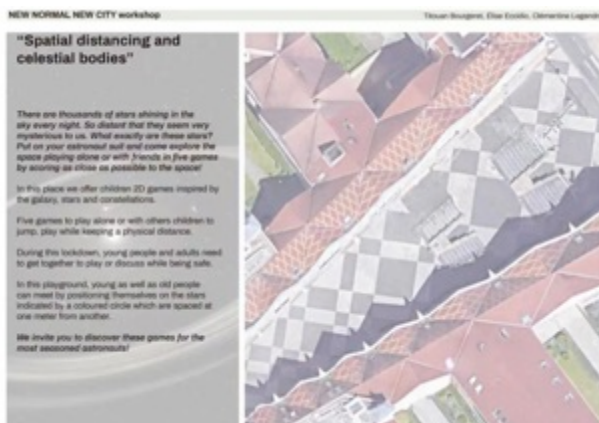 NEW NORMAL NEW CITY workshop
Titouan Bourgeret, Elise Ecoldio, Clémentine Legendre
“Spatial distancing and
celestial bodies”
There are thousands of stars shining in the
sky every night. So distant that they seem very
mysterious to us. What exactly are these stars?
Put on your astronaut suit and come explore the
space playing alone or with friends in five games
by scoring as close as possible to the space!
In this place we offer children 2D games inspired by
the galaxy, stars and constellations.
Five games to play alone or with others children to
jump, play while keeping a physical distance.
During this lockdown, young people and adults need
to get together to play or discuss while being safe.
In this playground, young as well as old people
can meet by positioning themselves on the stars
indicated by a coloured circle which are spaced at
one meter from another.
We invite you to discover these games for the
most seasoned astronauts!